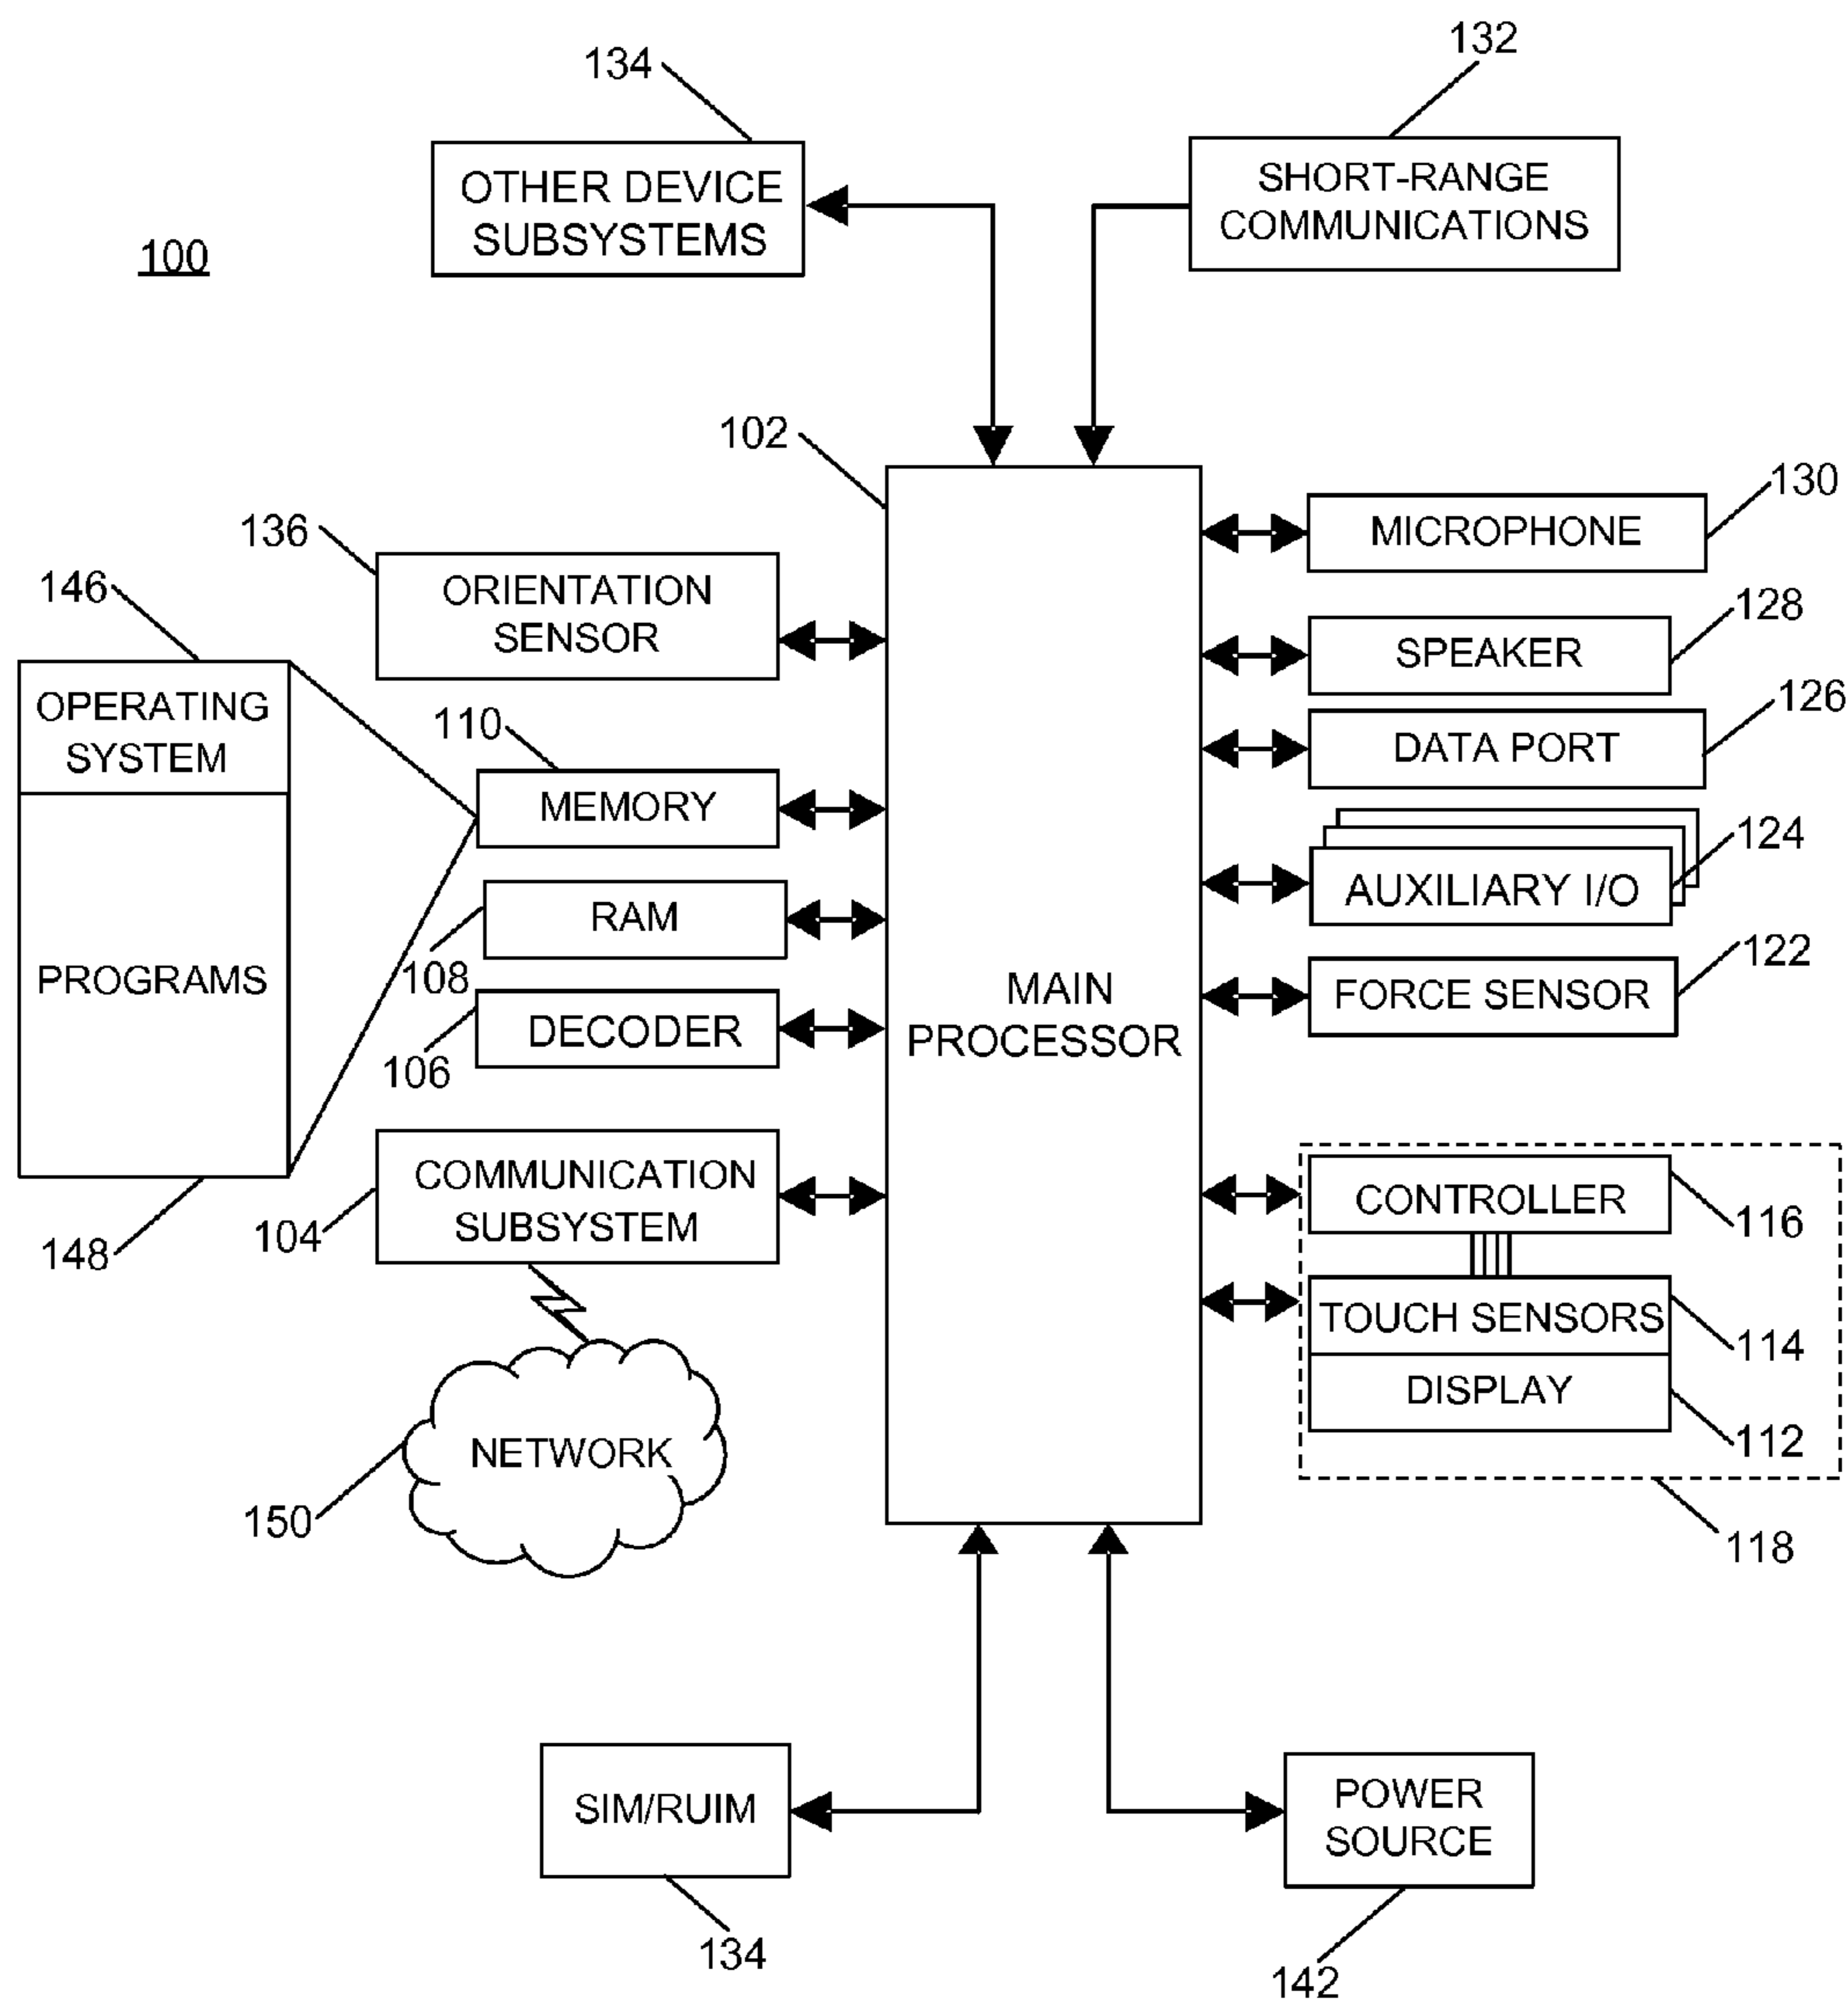 132
134
SHORT-RANGE
COMMUNICATIONS
OTHER DEVICE
SUBSYSTEMS
100
102
130
MICROPHONE
136
ORIENTATION
SENSOR
146
128
SPEAKER
OPERATING
SYSTEM
126
DATA PORT
110
MEMORY
124
AUXILIARY I/O
RAM
108
PROGRAMS
122
FORCE SENSOR
MAIN
PROCESSOR
DECODER
106
COMMUNICATION
SUBSYSTEM
104
148
CONTROLLER
116
TOUCH SENSORS
114
DISPLAY
112
NETWORK
150
118
SIM/RUIM
134
POWER
SOURCE
142